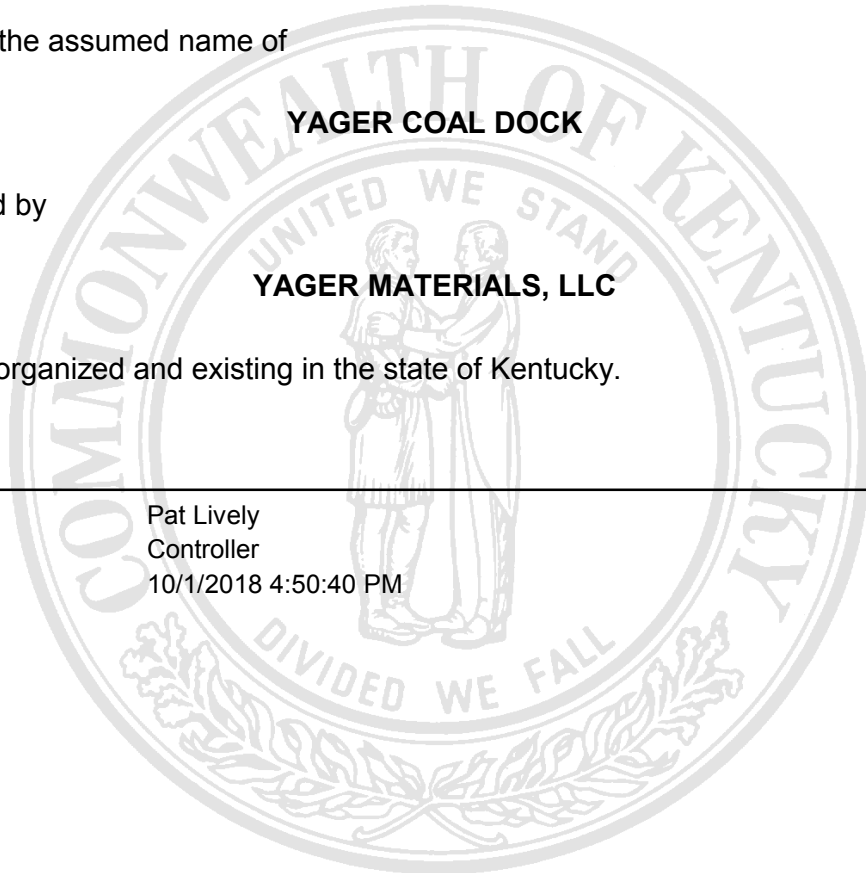 the assumed name of
YAGER COAL DOCK
d by
YAGER MATERIALS, LLC
organized and existing in the state of Kentucky.
Pat Lively
Controller
10/1/2018 4:50:40 PM
COMMONWEALTH OF KENTUCKY
UNITED WE STAND
DIVIDED WE FALL